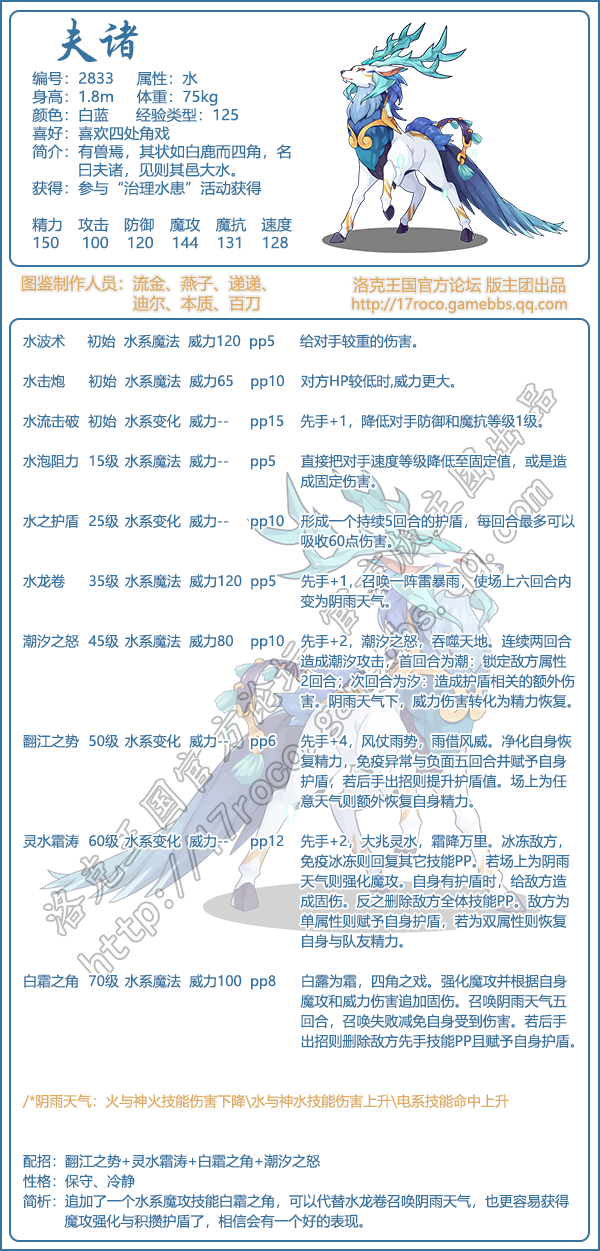 夫诸
编号：2833 属性：水
身高：1.8m 体重：75kg
颜色：白蓝 经验类型：125
喜好：喜欢四处角戏
简介：有兽焉，其状如白鹿而四角，名
曰夫诸，见则其邑大水。
获得：参与“治理水患”活动获得
精力 攻击 防御 魔攻 魔抗 速度
150 100 120 144 131 128
图鉴制作人员：流金、燕子、递递、
迪尔、本质、百刀
洛克王国官方论坛 版主团出品
http://17roco.gamebbs.qq.com
水波术 初始 水系魔法 威力120 pp5 给对手较重的伤害。
水击炮 初始 水系魔法 威力65 pp10 对方HP较低时,威力更大。
水流击破 初始 水系变化 威力-- pp15 先手+1，降低对手防御和魔抗等级1级。
水泡阻力 15级 水系魔法 威力-- pp5 直接把对手速度等级降低至固定值，或是造
成固定伤害。
水之护盾 25级 水系变化 威力-- pp10 形成一个持续5回合的护盾，每回合最多可以
吸收60点伤害。
水龙卷 35级 水系魔法 威力120 pp5 先手+1，召唤一阵雷暴雨，使场上六回合内
变为阴雨天气。
潮汐之怒 45级 水系魔法 威力80 pp10 先手+2，潮汐之怒，吞噬天地。连续两回合
造成潮汐攻击，首回合为潮：锁定敌方属性
2回合；次回合为汐：造成护盾相关的额外伤
害。阴雨天气下，威力伤害转化为精力恢复。
翻江之势 50级 水系变化 威力-- pp6 先手+4，风仗雨势，雨借风威。净化自身恢
复精力，免疫异常与负面五回合并赋予自身
护盾，若后手出招则提升护盾值。场上为任
意天气则额外恢复自身精力。
灵水霜涛 60级 水系变化 威力-- pp12 先手+2，大兆灵水，霜降万里。冰冻敌方，
免疫冰冻则回复其它技能PP。若场上为阴雨
天气则强化魔攻。自身有护盾时，给敌方造
成固伤。反之删除敌方全体技能PP。敌方为
单属性则赋予自身护盾，若为双属性则恢复
自身与队友精力。
白霜之角 70级 水系魔法 威力100 pp8 白露为霜，四角之戏。强化魔攻并根据自身
魔攻和威力伤害追加固伤。召唤阴雨天气五
回合，召唤失败减免自身受到伤害。若后手
出招则删除敌方先手技能PP且赋予自身护盾。
洛克王国官方论坛 版主团出品
http://17roco.gamebbs.qq.com
/*阴雨天气：火与神火技能伤害下降\水与神水技能伤害上升\电系技能命中上升
配招：翻江之势+灵水霜涛+白霜之角+潮汐之怒
性格：保守、冷静
简析：追加了一个水系魔攻技能白霜之角，可以代替水龙卷召唤阴雨天气，也更容易获得
魔攻强化与积攒护盾了，相信会有一个好的表现。